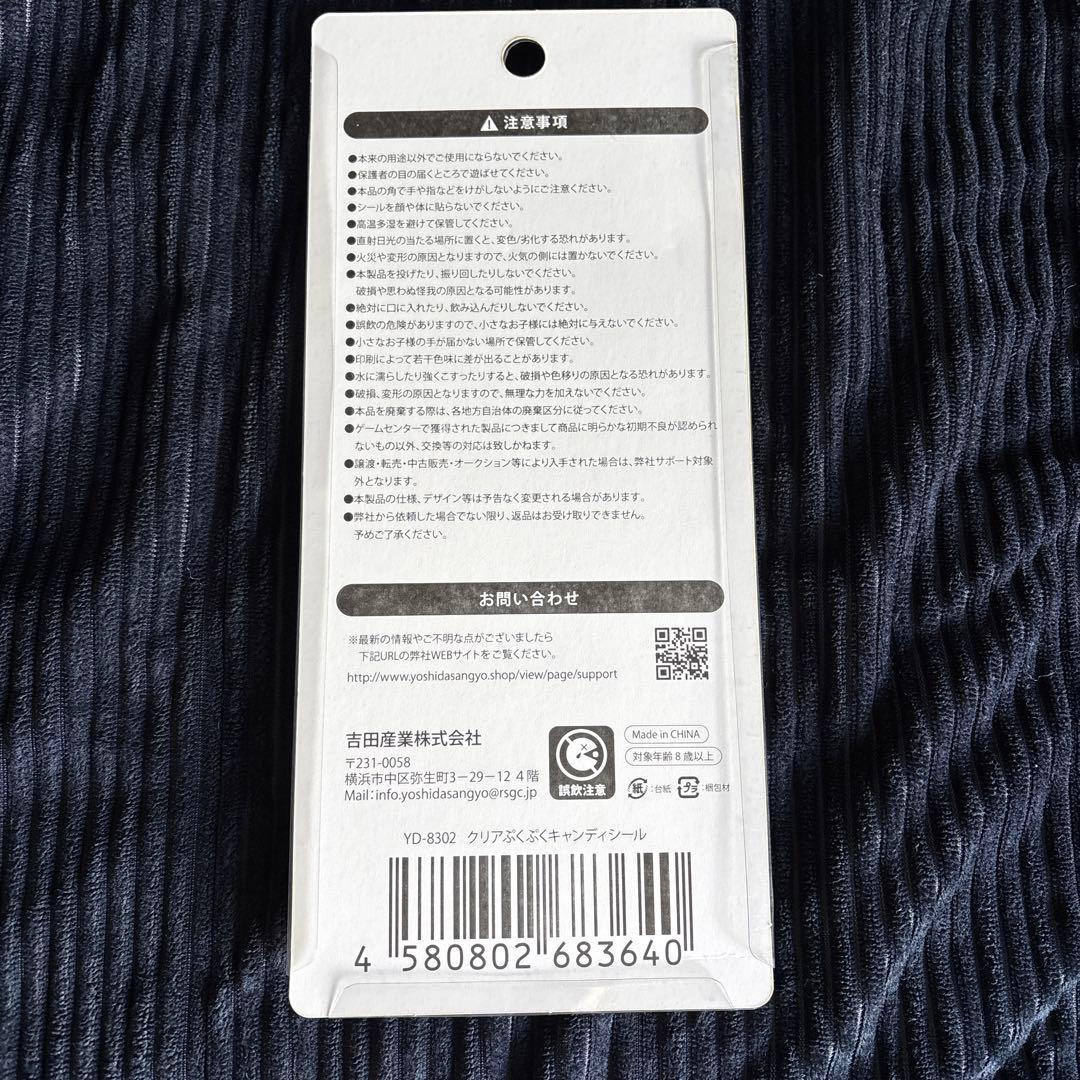 ⚠注意事項
●本来の用途以外でご使用にならないでください。
●保護者の目の届くところで遊ばせてください。
●本品の角で手や指などをけがしないようにご注意ください。
●シールを顔や体に貼らないでください。
●高温多湿を避けて保管してください。
●直射日光の当たる場所に置くと、変色/劣化する恐れがあります。
●火災や変形の原因となりますので、火気の側には置かないでください。
●本製品を投げたり、振り回したりしないでください。
破損や思わぬ怪我の原因となる可能性があります。
●絶対に口に入れたり、飲み込んだりしないでください。
●誤飲の危険がありますので、小さなお子様には絶対に与えないでください。
●小さなお子様の手が届かない場所で保管してください。
●印刷によって若干色味に差が出ることがあります。
●水に濡らしたり強くこすったりすると、破損や色移りの原因となる恐れがあります。
●破損、変形の原因となりますので、無理な力を加えないでください。
●本品を廃棄する際は、各地方自治体の廃棄区分に従ってください。
●ゲームセンターで獲得された製品につきまして商品に明らかな初期不良が認められ
ないもの以外、交換等の対応は致しかねます。
●譲渡・転売・中古販売・オークション等により入手された場合は、弊社サポート対象
外となります。
●本製品の仕様、デザイン等は予告なく変更される場合があります。
●弊社から依頼した場合でない限り、返品はお受け取りできません。
予めご了承ください。
お問い合わせ
※最新の情報やご不明な点がございましたら
下記URLの弊社WEBサイトをご覧ください。
http://www.yoshidasangyo.shop/view/page/support
吉田産業株式会社
〒231-0058
横浜市中区弥生町3-29-12 4階
Mail:info.yoshidasangyo@rsgc.jp
誤飲注意
Made in CHINA
対象年齢8歳以上
紙:台紙 プラ:梱包材
YD-8302 クリアぷくぷくキャンディシール
4 580802 683640